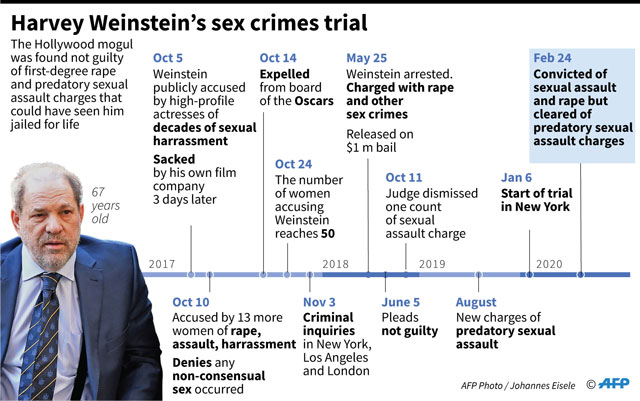 Harvey Weinstein's sex crimes trial
The Hollywood mogul
was found not guilty
of first-degree rape
and predatory sexual
assault charges that
could have seen him
jailed for life
67
years
old
Oct 5
Weinstein
publicly accused
by high-profile
actresses of
decades of sexual
harrassment
Sacked
by his own film
company
3 days later
Oct 14
Expelled
from board
of the Oscars
Oct 24
The number
of women
accusing
Weinstein
reaches 50
May 25
Weinstein arrested.
Charged with rape
and other
sex crimes
Released on
$1 m bail
Oct 11
Judge dismissed
one count
of sexual
assault charge
Jan 6
Start of trial
in New York
Feb 24
Convicted of
sexual assault
and rape but
cleared of
predatory sexual
assault charges
2017
2018
2019
2020
Oct 10
Accused by 13 more
women of rape,
assault, harrassment
Denies any
non-consensual
sex occurred
Nov 3
Criminal
inquiries
in New York,
Los Angeles
and London
June 5
Pleads
not guilty
August
New charges of
predatory sexual
assault
AFP Photo / Johannes Eisele
© AFP